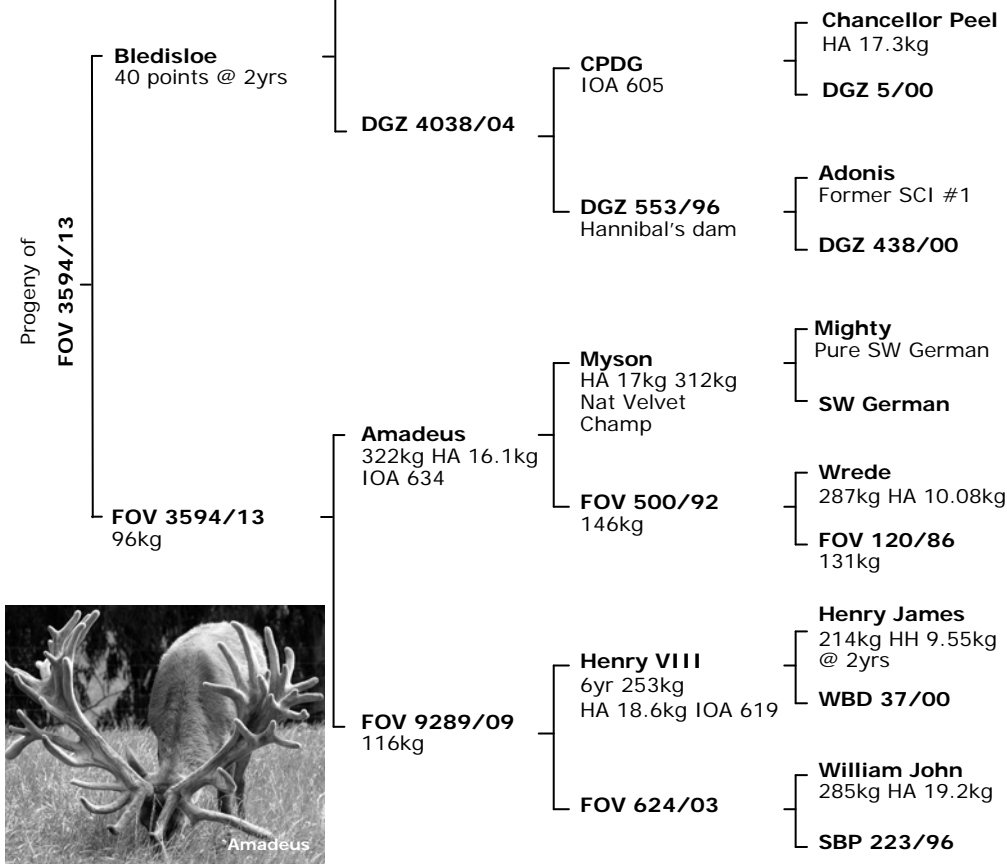 Progeny of
FOV 3594/13
Bledisloe
40 points @ 2yrs
DGZ 4038/04
CPDG
IOA 605
Chancellor Peel
HA 17.3kg
DGZ 5/00
DGZ 553/96
Hannibal's dam
Adonis
Former SCI #1
DGZ 438/00
FOV 3594/13
96kg
Amadeus
322kg HA 16.1kg
IOA 634
Myson
HA 17kg 312kg
Nat Velvet
Champ
Mighty
Pure SW German
SW German
FOV 500/92
146kg
Wrede
287kg HA 10.08kg
FOV 120/86
131kg
FOV 9289/09
116kg
Henry VIII
6yr 253kg
HA 18.6kg IOA 619
Henry James
214kg HH 9.55kg
@ 2yrs
WBD 37/00
FOV 624/03
William John
285kg HA 19.2kg
SBP 223/96
Amadeus